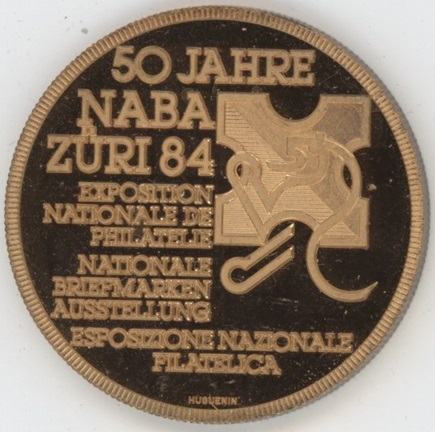 50 JAHRE
NABA
ZÜRI 84
EXPOSITION
NATIONALE DE
PHILATELIE
NATIONALE
BRIEFMARKEN
AUSSTELLUNG
ESPOSIZIONE NAZIONALE
FILATELICA
HUGUENIN